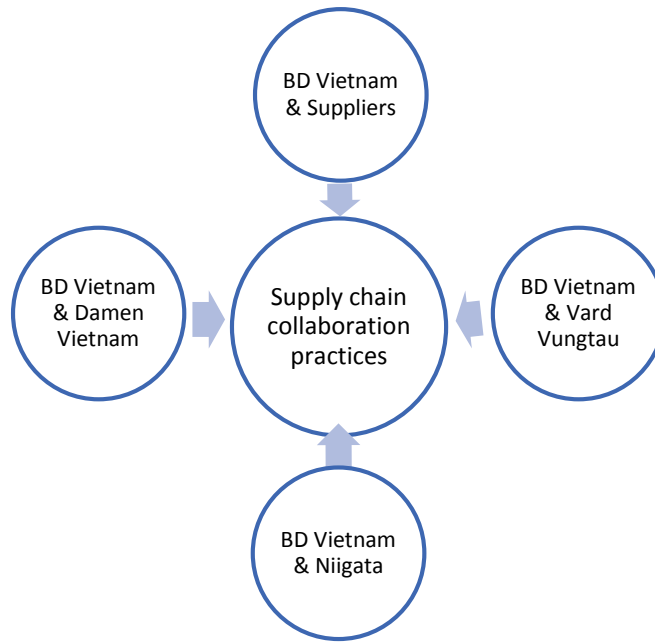 BD Vietnam
& Suppliers
BD Vietnam
& Damen
Vietnam
Supply chain
collaboration
practices
BD Vietnam
& Vard
Vungtau
BD Vietnam
& Niigata